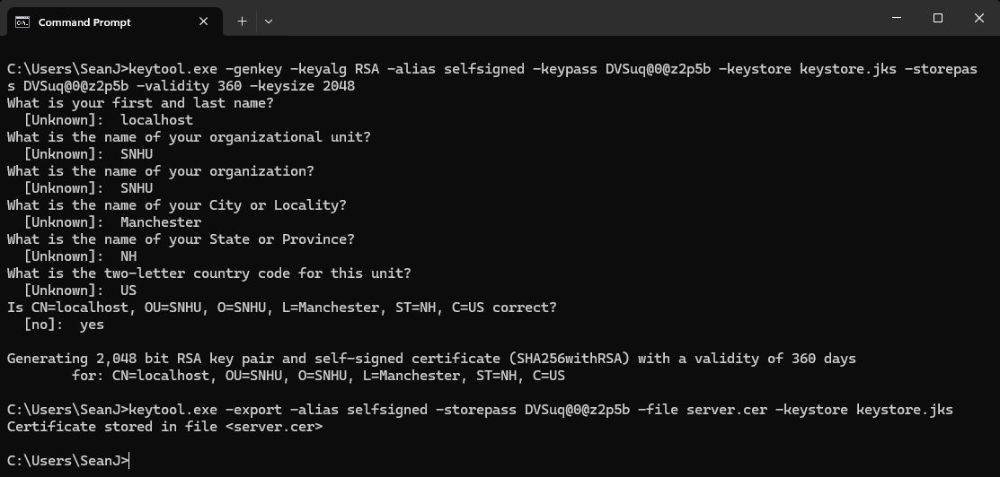 Command Prompt
C:\Users\SeanJ>keytool.exe -genkey -keyalg RSA -alias selfsigned -keypass DVSuq@0@z2p5b -keystore keystore.jks -storepas
s DVSuq@0@z2p5b -validity 360 -keysize 2048
What is your first and last name?
  [Unknown]:  localhost
What is the name of your organizational unit?
  [Unknown]:  SNHU
What is the name of your organization?
  [Unknown]:  SNHU
What is the name of your City or Locality?
  [Unknown]:  Manchester
What is the name of your State or Province?
  [Unknown]:  NH
What is the two-letter country code for this unit?
  [Unknown]:  US
Is CN=localhost, OU=SNHU, O=SNHU, L=Manchester, ST=NH, C=US correct?
  [no]:  yes
Generating 2,048 bit RSA key pair and self-signed certificate (SHA256withRSA) with a validity of 360 days
        for: CN=localhost, OU=SNHU, O=SNHU, L=Manchester, ST=NH, C=US
C:\Users\SeanJ>keytool.exe -export -alias selfsigned -storepass DVSuq@0@z2p5b -file server.cer -keystore keystore.jks
Certificate stored in file <server.cer>
C:\Users\SeanJ>